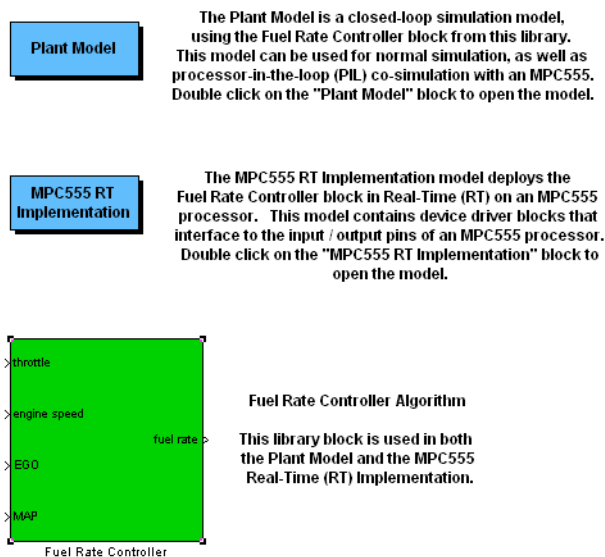 Plant Model
The Plant Model is a closed-loop simulation model,
using the Fuel Rate Controller block from this library.
This model can be used for normal simulation, as well as
processor-in-the-loop (PIL) co-simulation with an MPC555.
Double click on the "Plant Model" block to open the model.
MPC555 RT
Implementation
The MPC555 RT Implementation model deploys the
Fuel Rate Controller block in Real-Time (RT) on an MPC555
processor. This model contains device driver blocks that
interface to the input / output pins of an MPC555 processor.
Double click on the "MPC555 RT Implementation" block to
open the model.
throttle
engine speed
fuel rate
EGO
MAP
Fuel Rate Controller
Fuel Rate Controller Algorithm
This library block is used in both
the Plant Model and the MPC555
Real-Time (RT) Implementation.